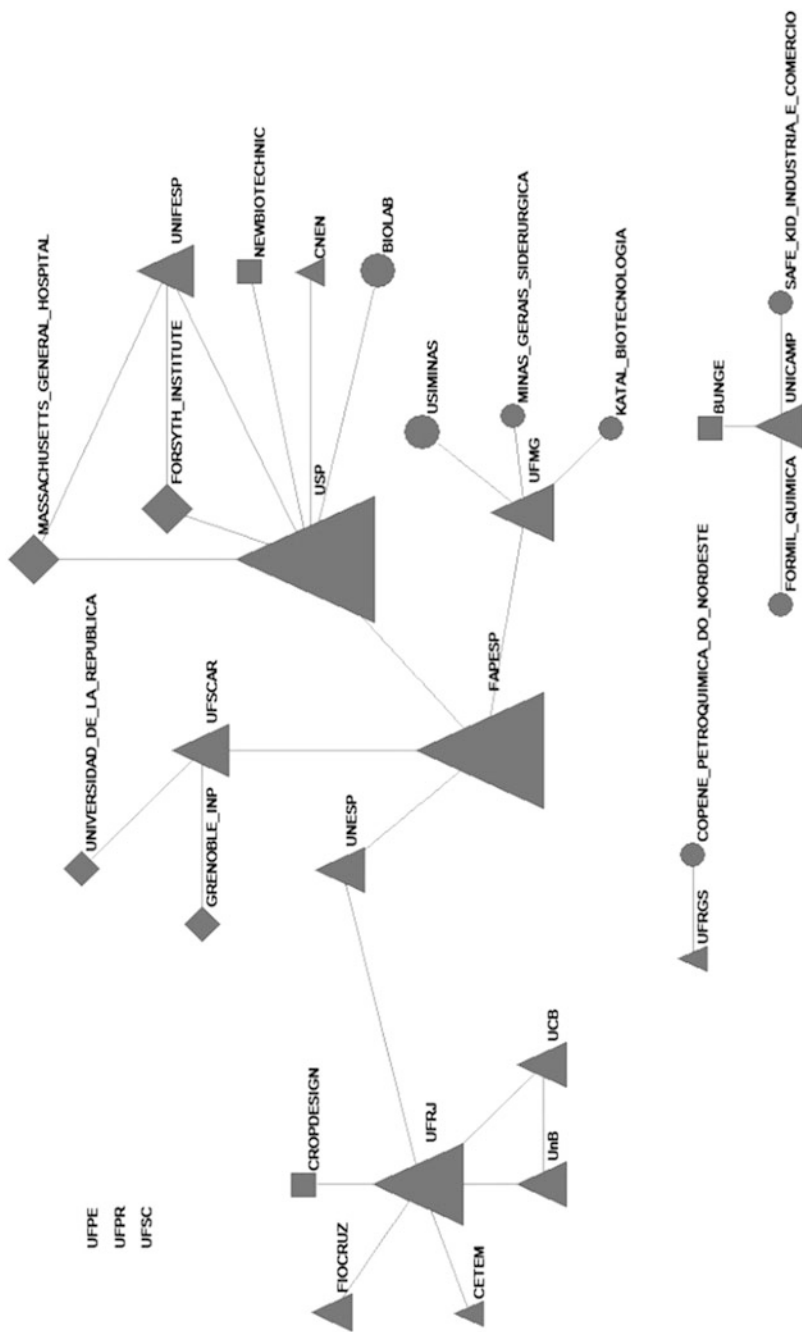 UFPE
UFPR
UFSC
UNIVERSIDAD_DE_LA_REPUBLICA
MASSACHUSETTS_GENERAL_HOSPITAL
GRENOBLE_INP
UFSCAR
FORSYTH_INSTITUTE
UNIFESP
FIOCRUZ
CROPDESIGN
UNESP
USP
NEWBIOTECHNIC
CNEN
BIOLAB
UFRJ
CETEM
FAPESP
UFMG
USIMINAS
MINAS_GERAIS_SIDERURGICA
KATAL_BIOTECNOLOGIA
UnB
UCB
UFRGS
COPENE_PETROQUIMICA_DO_NORDESTE
BUNGE
FORMIL_QUIMICA
UNICAMP
SAFE_KID_INDUSTRIA_E_COMERCIO